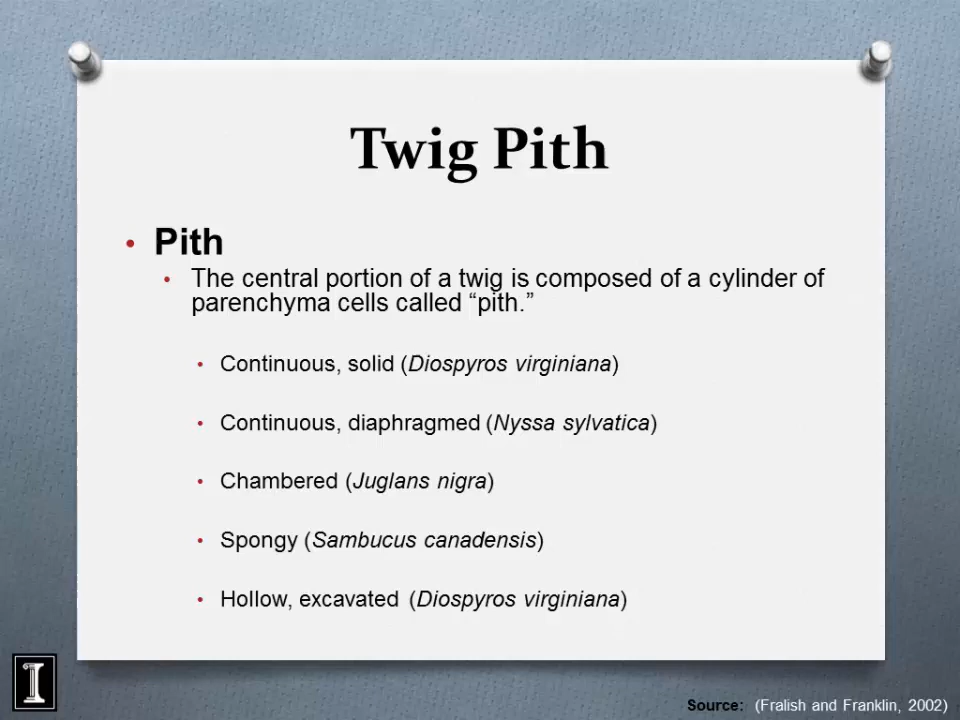 Twig Pith
• Pith
• The central portion of a twig is composed of a cylinder of
parenchyma cells called “pith.”
• Continuous, solid (Diospyros virginiana)
• Continuous, diaphragmed (Nyssa sylvatica)
• Chambered (Juglans nigra)
• Spongy (Sambucus canadensis)
• Hollow, excavated (Diospyros virginiana)
I
Source: (Fralish and Franklin, 2002)